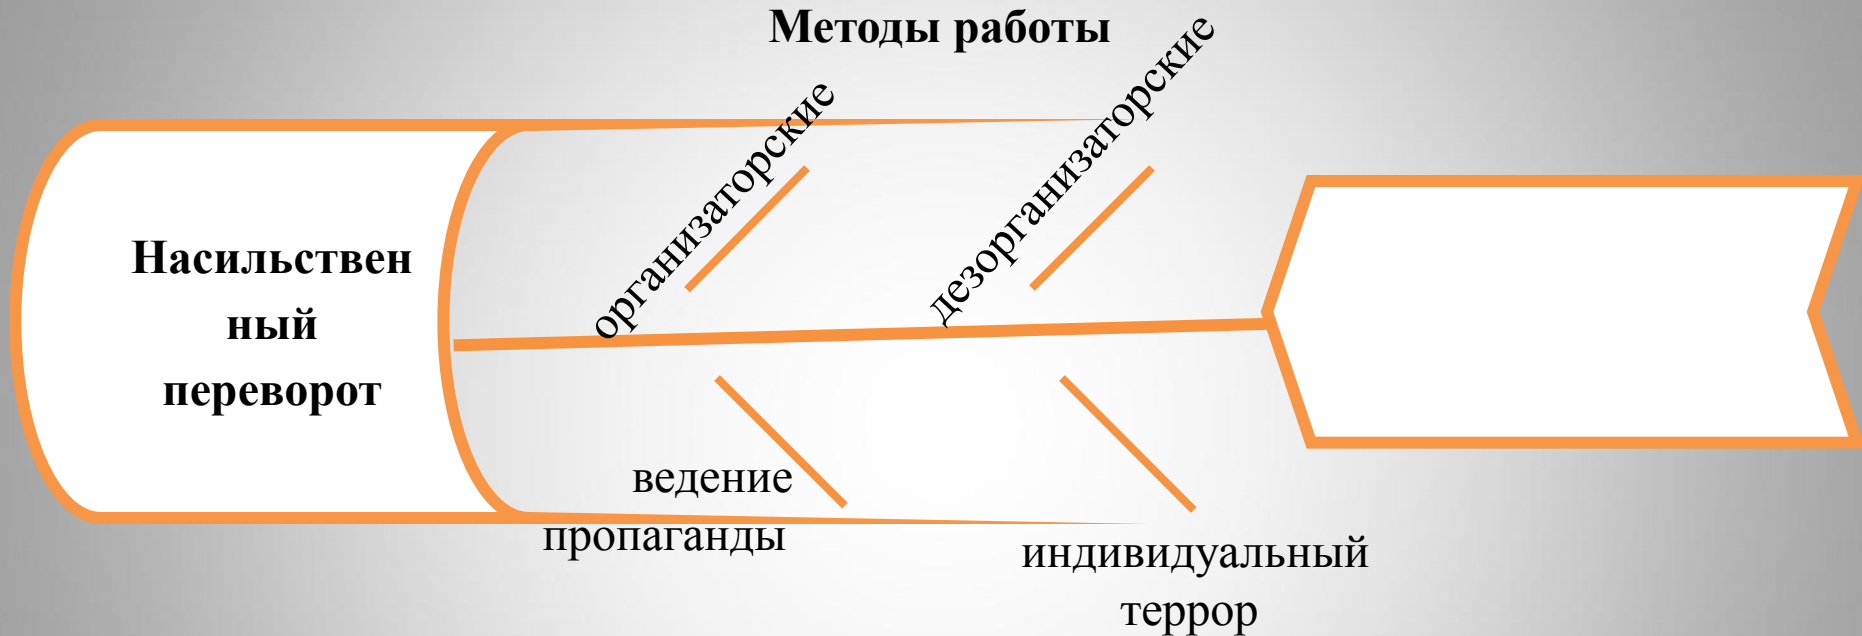 Методы работы
организаторские
дезорганизаторские
Насильствен
ный
переворот
ведение
пропаганды
индивидуальный
террор